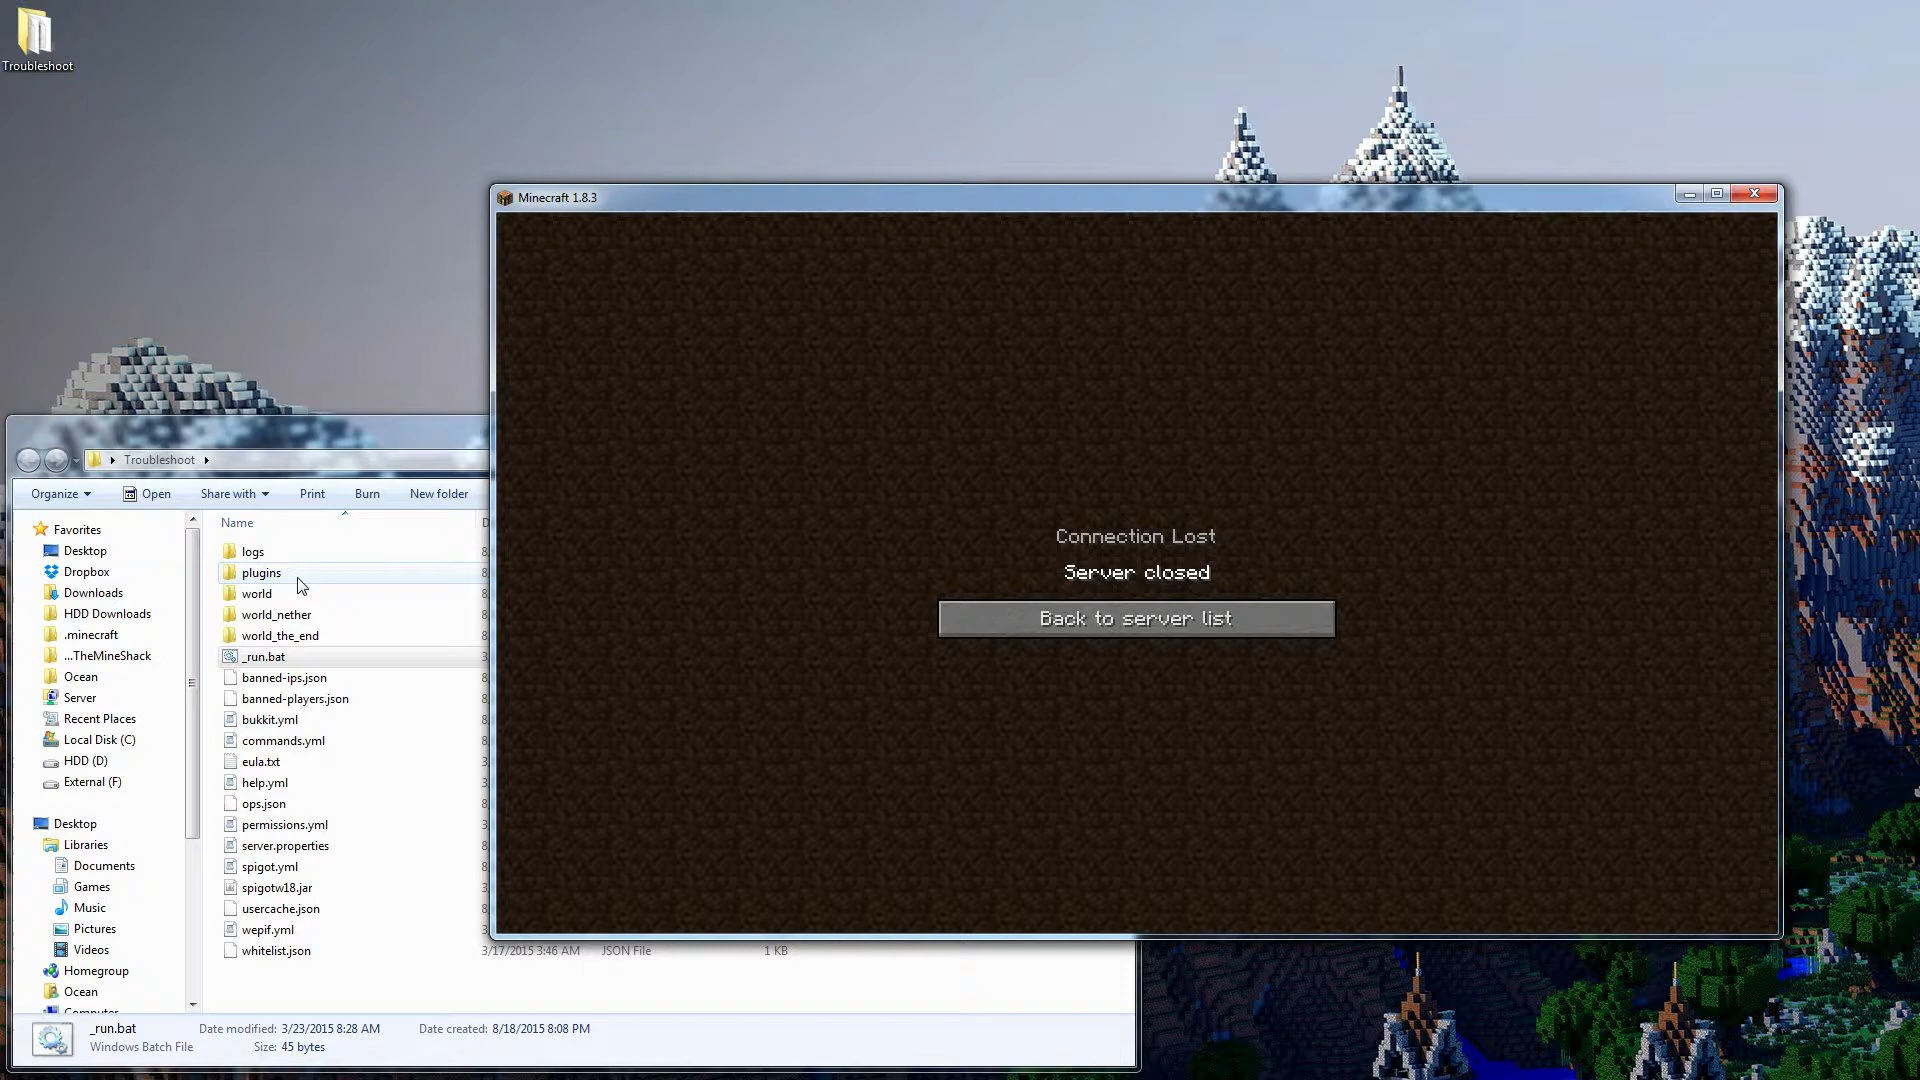 Troubleshoot
Minecraft 1.8.3
Connection Lost
Server closed
Back to server list
Troubleshoot
Organize
Open
Share with
Print
Burn
New folder
Favorites
Desktop
Dropbox
Downloads
HDD Downloads
.minecraft
...TheMineShack
Ocean
Server
Recent Places
Local Disk (C)
HDD (D)
External (F)
Desktop
Libraries
Documents
Games
Music
Pictures
Videos
Homegroup
Ocean
Name
logs
plugins
world
world_nether
world_the_end
_run.bat
banned-ips.json
banned-players.json
bukkit.yml
commands.yml
eula.txt
help.yml
ops.json
permissions.yml
server.properties
spigot.yml
spigotw18.jar
usercache.json
wepif.yml
whitelist.json 3/17/2015 3:46 AM JSON File 1 KB
_run.bat Date modified: 3/23/2015 8:28 AM Date created: 8/18/2015 8:08 PM
Windows Batch File Size: 45 bytes